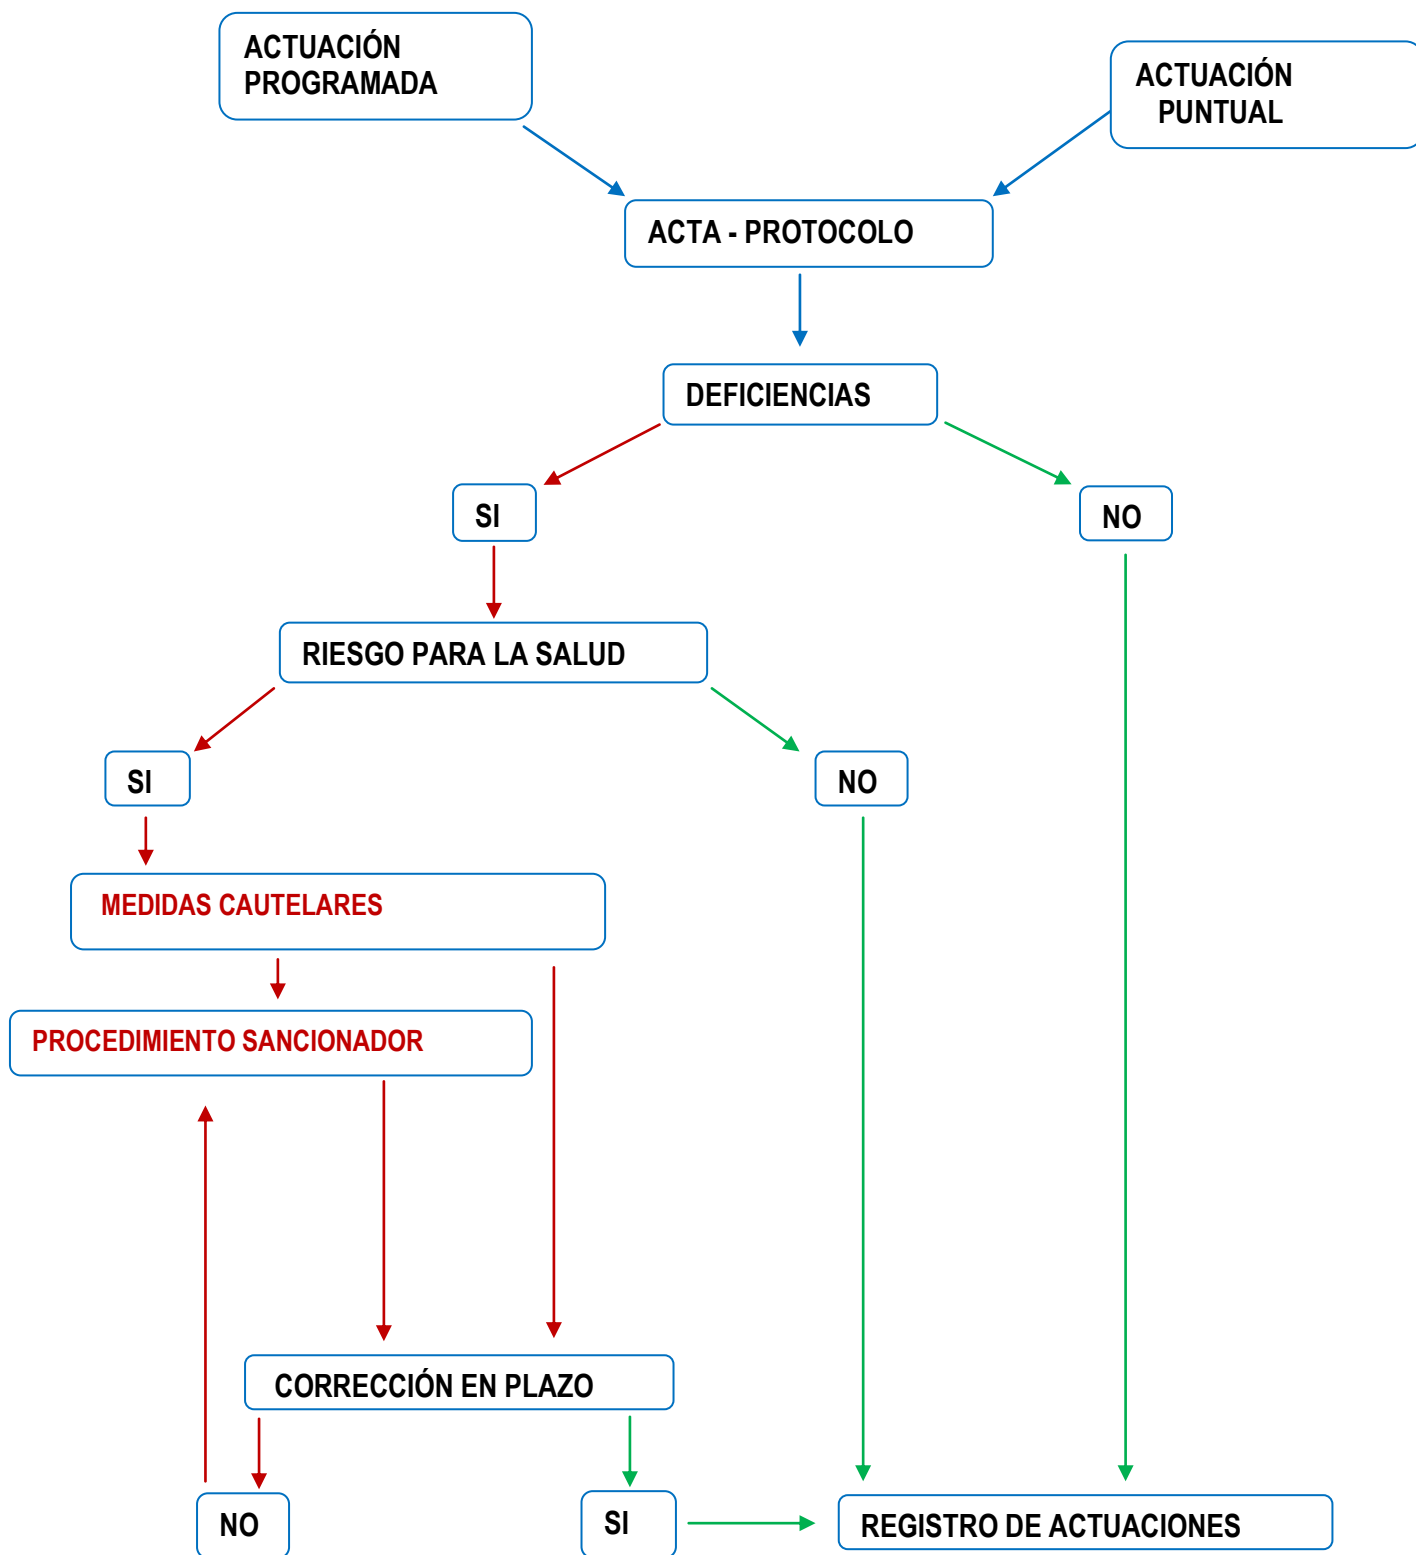 ACTUACIÓN
PROGRAMADA
ACTUACIÓN
PUNTUAL
ACTA - PROTOCOLO
DEFICIENCIAS
SI
NO
RIESGO PARA LA SALUD
SI
NO
MEDIDAS CAUTELARES
PROCEDIMIENTO SANCIONADOR
CORRECCIÓN EN PLAZO
NO
SI
REGISTRO DE ACTUACIONES